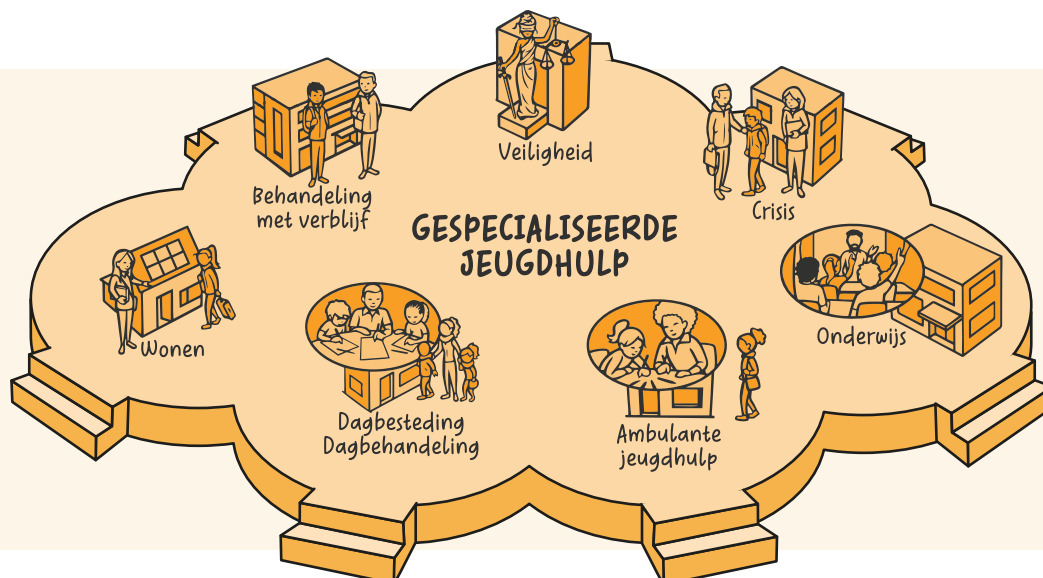 Veiligheid
Behandeling
met verblijf
Crisis
GESPECIALISEERDE
JEUGDHULP
Wonen
Onderwijs
Dagbesteding
Dagbehandeling
Ambulante
jeugdhulp